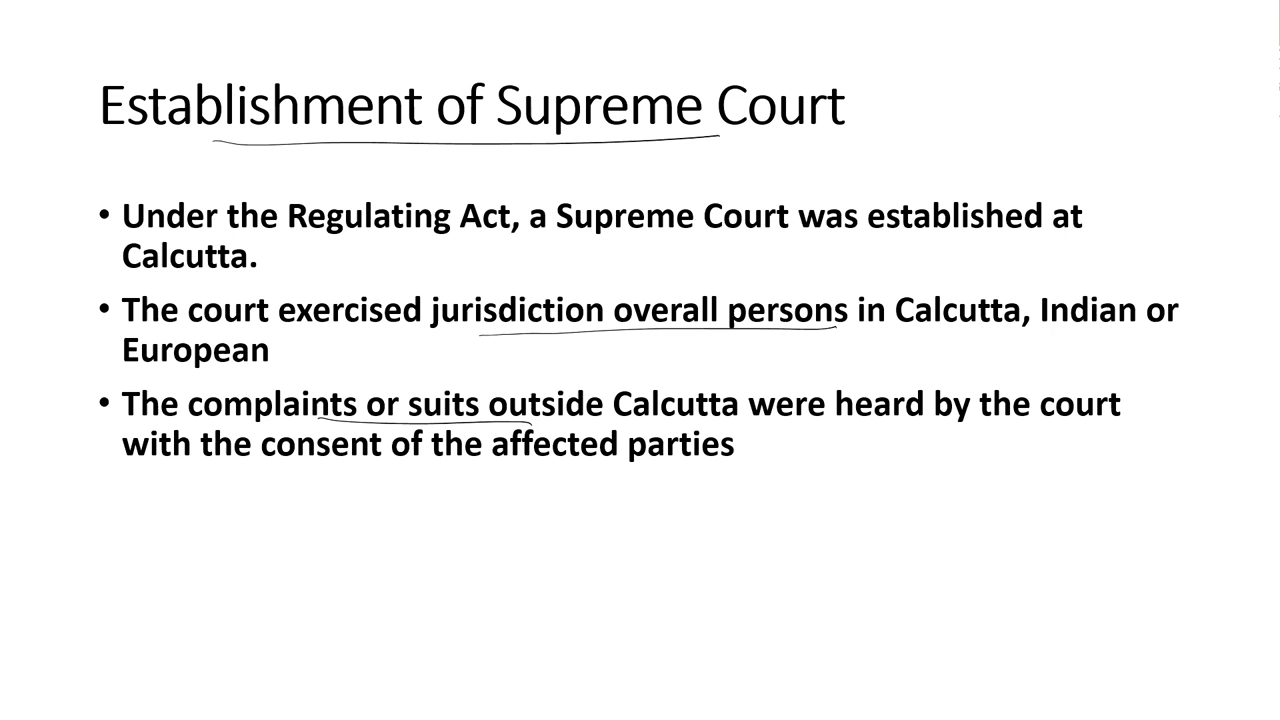 Establishment of Supreme Court
• Under the Regulating Act, a Supreme Court was established at
Calcutta.
• The court exercised jurisdiction overall persons in Calcutta, Indian or
European
• The complaints or suits outside Calcutta were heard by the court
with the consent of the affected parties